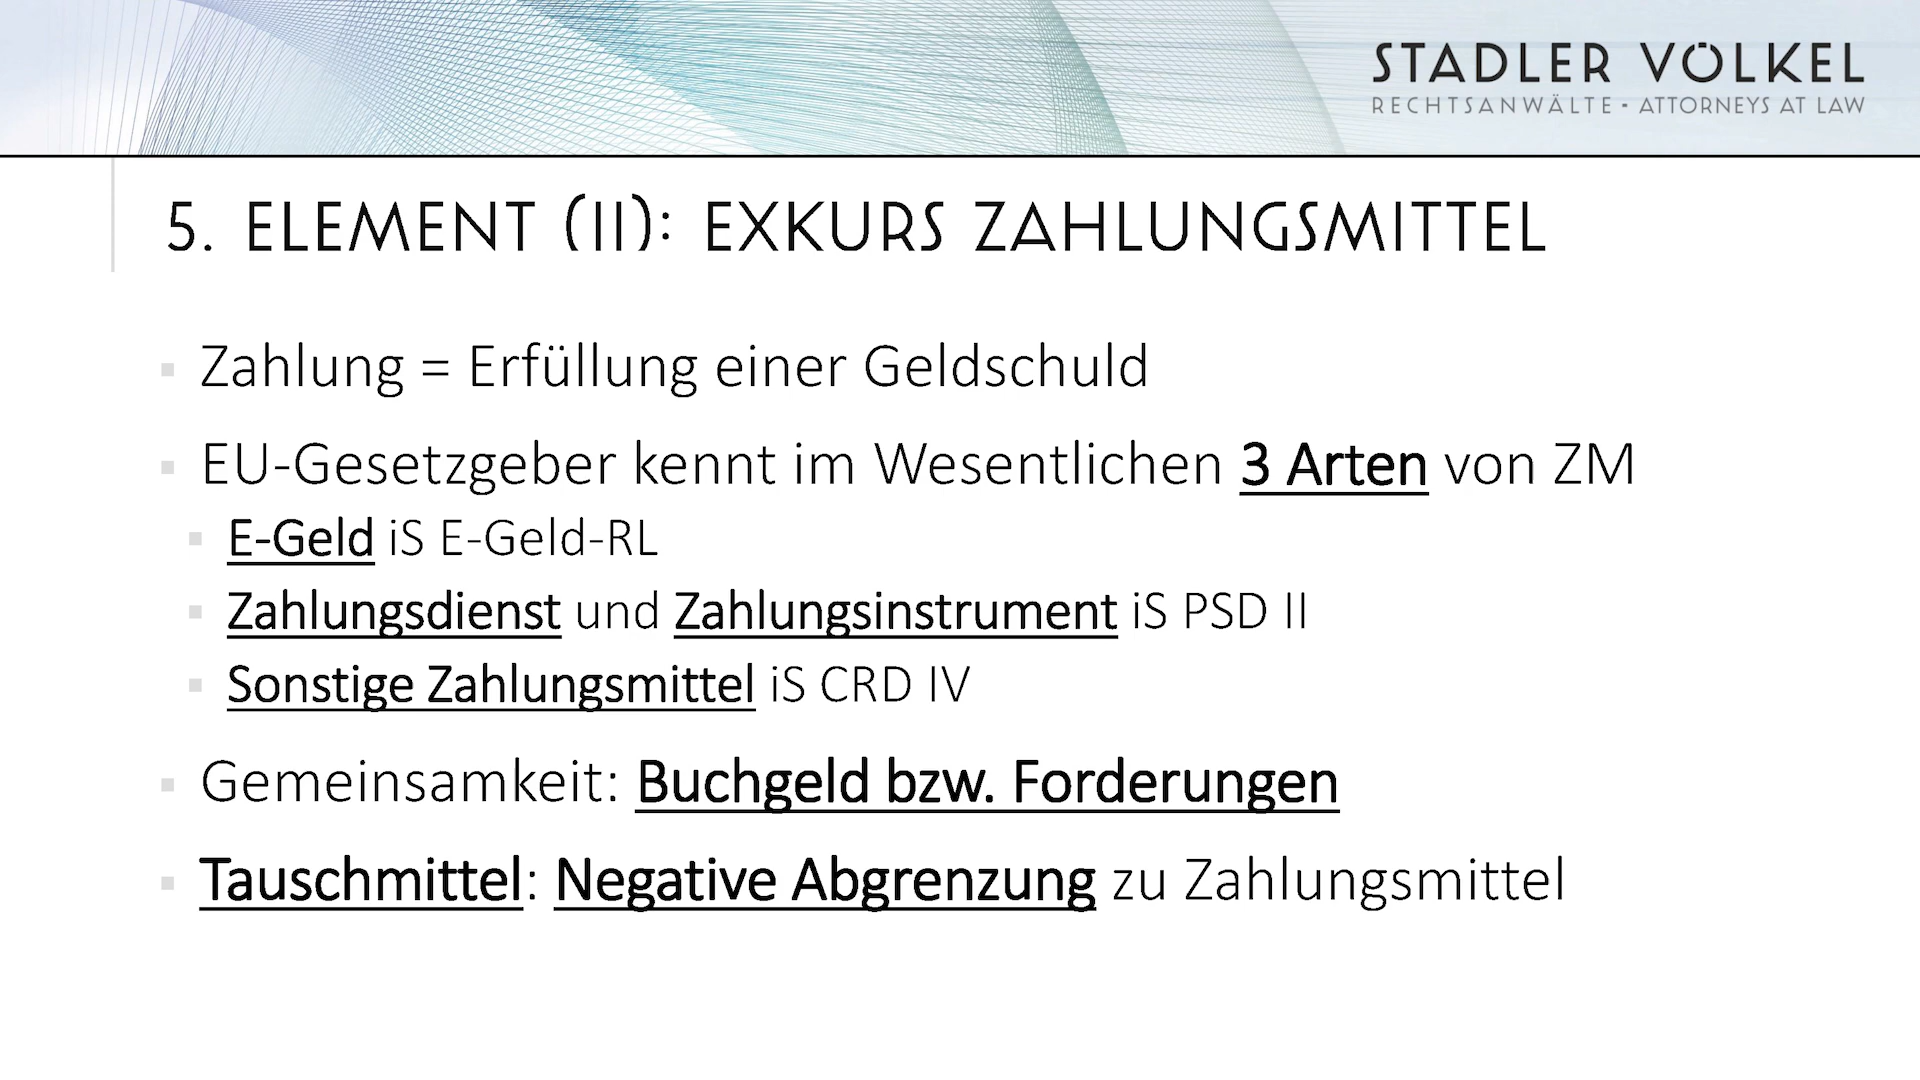 STADLER VÖLKEL
RECHTSANWÄLTE • ATTORNEYS AT LAW
5. ELEMENT (II): EXKURS ZAHLUNGSMITTEL
▪ Zahlung = Erfüllung einer Geldschuld
▪ EU-Gesetzgeber kennt im Wesentlichen 3 Arten von ZM
▪ E-Geld iS E-Geld-RL
▪ Zahlungsdienst und Zahlungsinstrument iS PSD II
▪ Sonstige Zahlungsmittel iS CRD IV
▪ Gemeinsamkeit: Buchgeld bzw. Forderungen
▪ Tauschmittel: Negative Abgrenzung zu Zahlungsmittel